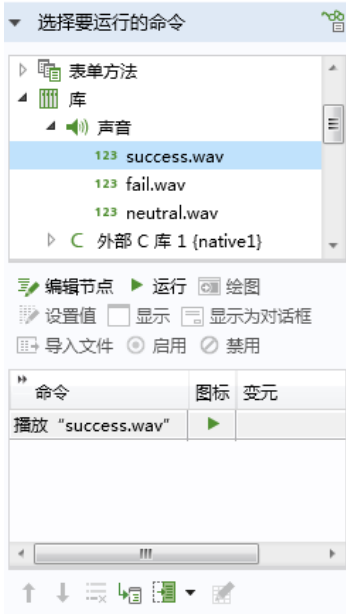 选择要运行的命令
表单方法
库
声音
123 success.wav
123 fail.wav
123 neutral.wav
C 外部 C 库 1 {native1}
编辑节点 运行 绘图
设置值 显示 显示为对话框
导入文件 启用 禁用
命令 图标 变元
播放 “success.wav”